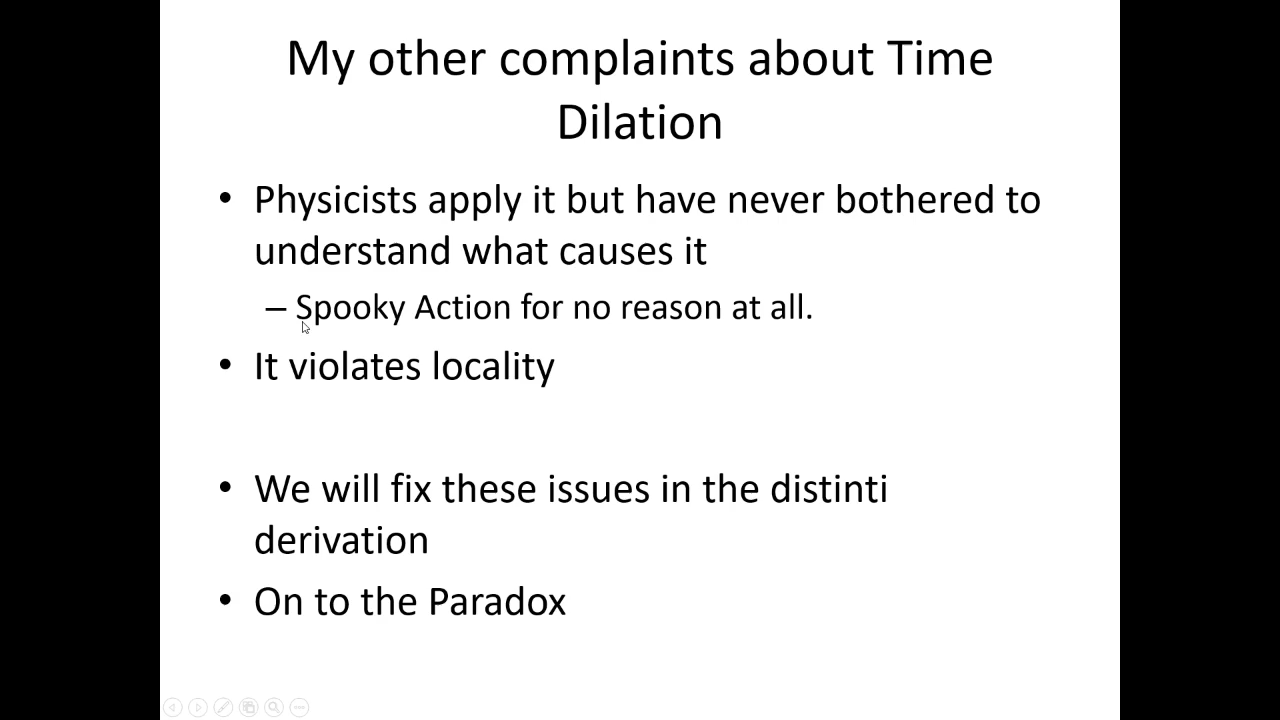 My other complaints about Time
Dilation
• Physicists apply it but have never bothered to
understand what causes it
– Spooky Action for no reason at all.
• It violates locality
• We will fix these issues in the distinti
derivation
• On to the Paradox